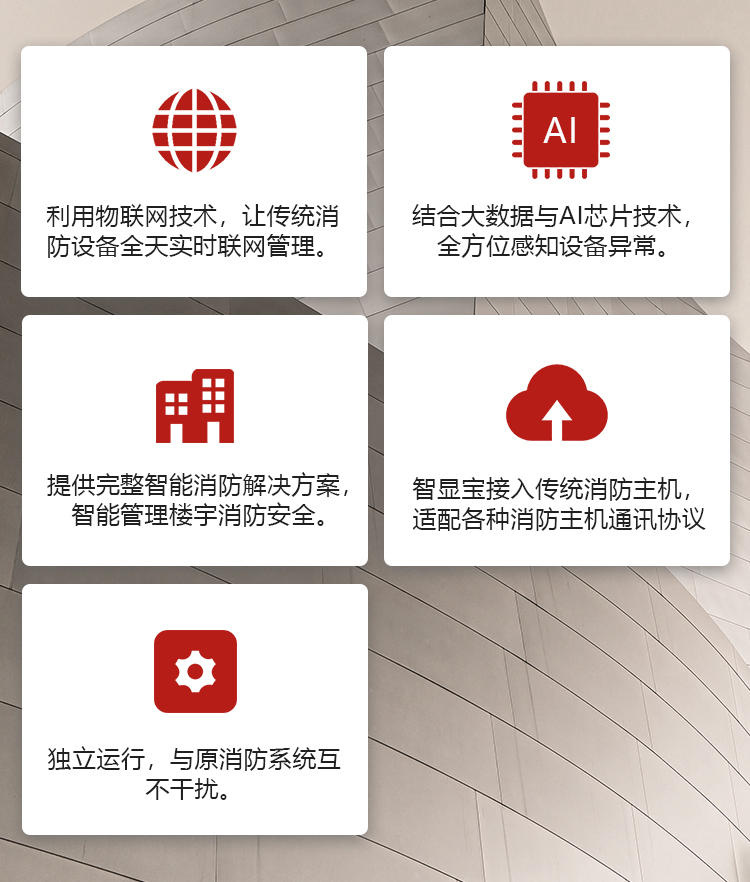 利用物联网技术，让传统消
防设备全天实时联网管理。
AI
结合大数据与AI芯片技术，
全方位感知设备异常。
提供完整智能消防解决方案，
智能管理楼宇消防安全。
智显宝接入传统消防主机，
适配各种消防主机通讯协议
独立运行，与原消防系统互
不干扰。